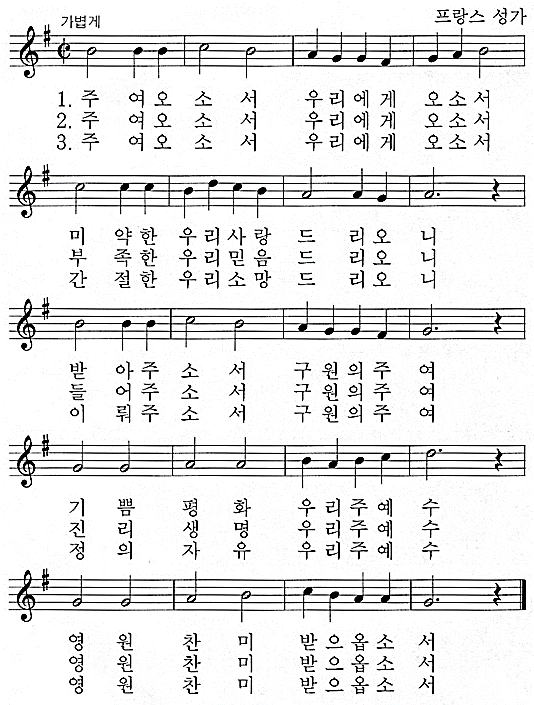 가볍게
프랑스 성가
1. 주 여오 소 서 우리에게 오소서
2. 주 여오 소 서 우리에게 오소서
3. 주 여오 소 서 우리에게 오소서
미 약한 우리사랑 드 리오 니
부 족한 우리믿음 드 리오 니
간 절한 우리소망 드 리오 니
받 아주 소 서 구원의주 여
들 어주 소 서 구원의주 여
이 뤄주 소 서 구원의주 여
기 쁨 평 화 우리주예 수
진 리 생 명 우리주예 수
정 의 자 유 우리주예 수
영 원 찬 미 받으옵소 서
영 원 찬 미 받으옵소 서
영 원 찬 미 받으옵소 서